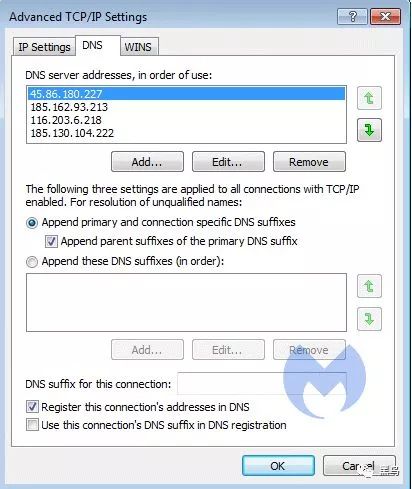 Advanced TCP/IP Settings
IP Settings DNS WINS
DNS server addresses, in order of use:
45.86.180.227
185.162.93.213
116.203.6.218
185.130.104.222
Add... Edit... Remove
The following three settings are applied to all connections with TCP/IP
enabled. For resolution of unqualified names:
Append primary and connection specific DNS suffixes
Append parent suffixes of the primary DNS suffix
Append these DNS suffixes (in order):
Add... Edit... Remove
DNS suffix for this connection:
Register this connection's addresses in DNS
Use this connection's DNS suffix in DNS registration
OK Cancel
黑鸟